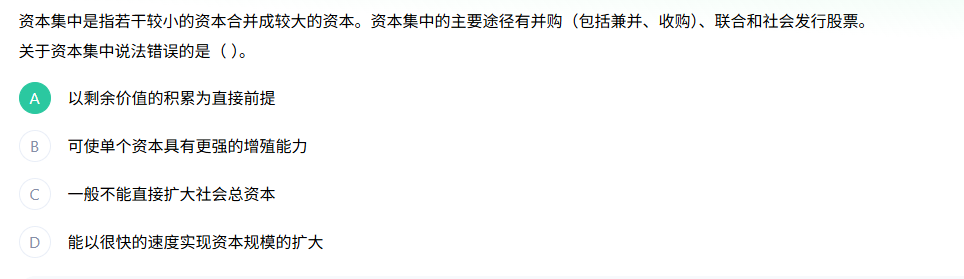 资本集中是指若干较小的资本合并成较大的资本。资本集中的主要途径有并购（包括兼并、收购）、联合和社会发行股票。
关于资本集中说法错误的是（ ）。
A 以剩余价值的积累为直接前提
B 可使单个资本具有更强的增殖能力
C 一般不能直接扩大社会总资本
D 能以很快的速度实现资本规模的扩大